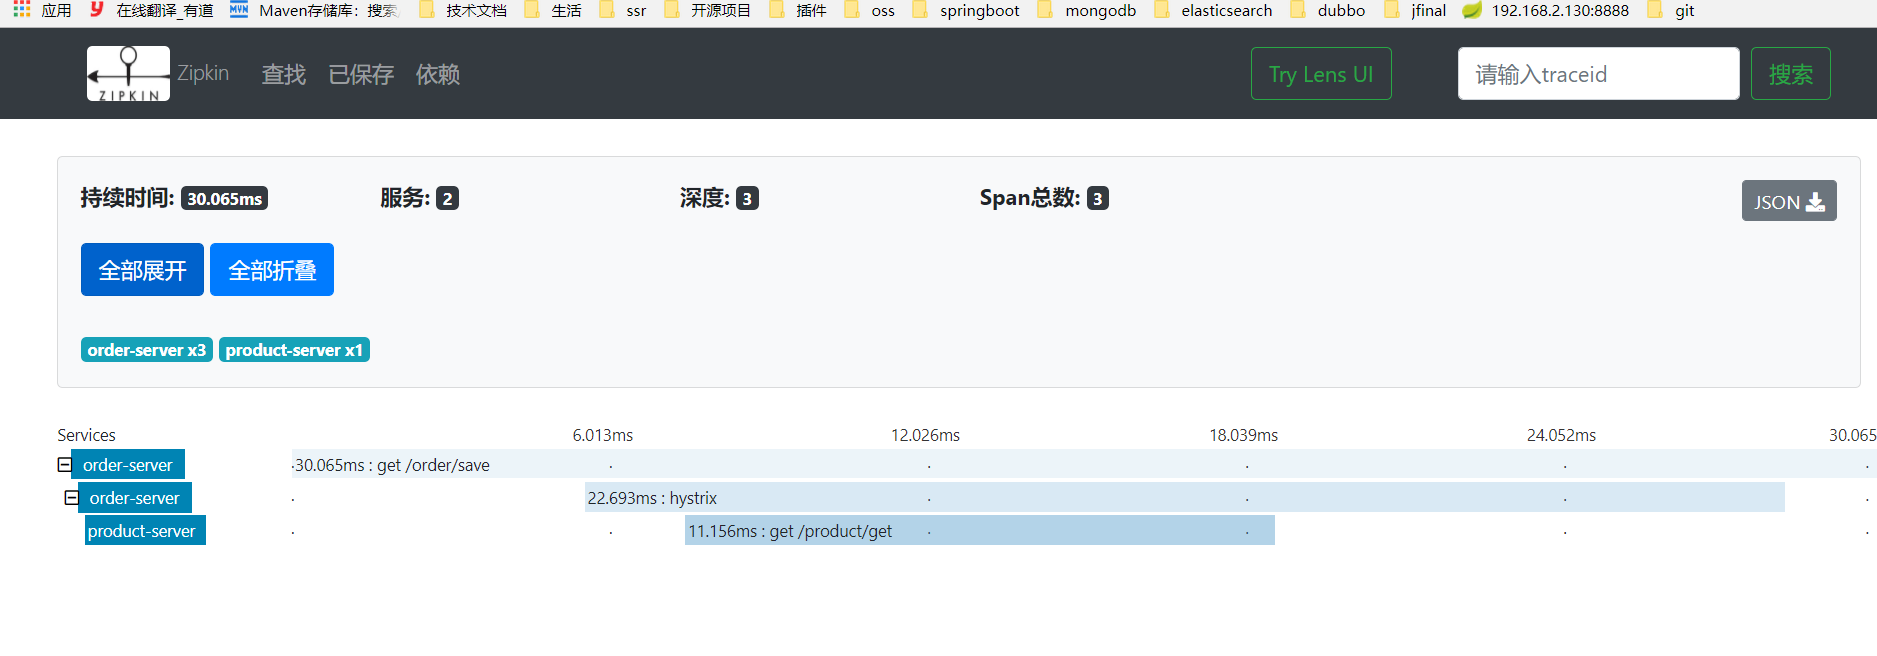 应用 在线翻译_有道 Maven存储库：搜索 技术文档 生活 ssr 开源项目 插件 oss springboot mongodb elasticsearch dubbo jfinal 192.168.2.130:8888 git
ZIPKIN Zipkin 查找 已保存 依赖 Try Lens UI 请输入traceid 搜索
持续时间: 30.065ms 服务: 2 深度: 3 Span总数: 3 JSON
全部展开 全部折叠
order-server x3 product-server x1
Services 6.013ms 12.026ms 18.039ms 24.052ms 30.065
order-server 30.065ms : get /order/save
order-server 22.693ms : hystrix
product-server 11.156ms : get /product/get